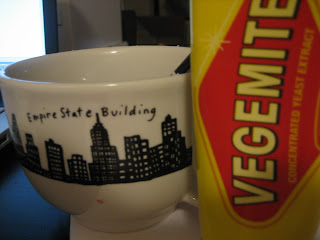 Empire State Building
VEGEMITE
CONCENTRATED YEAST EXTRACT